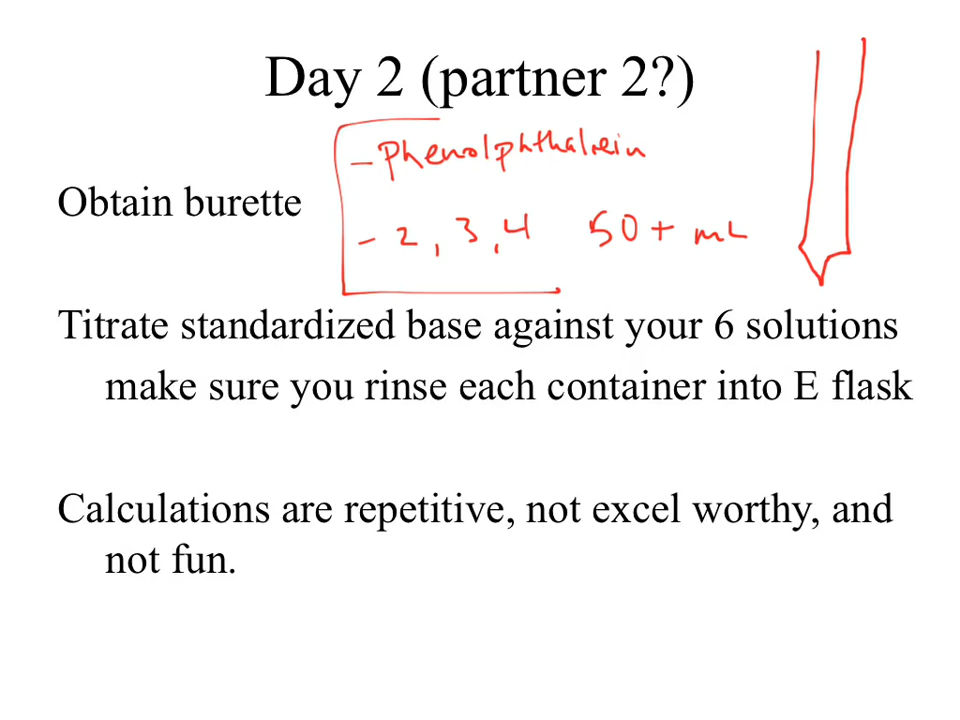 Day 2 (partner 2?)
- Phenolphthalein
Obtain burette
- 2, 3, 4 50+ mL
Titrate standardized base against your 6 solutions
make sure you rinse each container into E flask
Calculations are repetitive, not excel worthy, and
not fun.